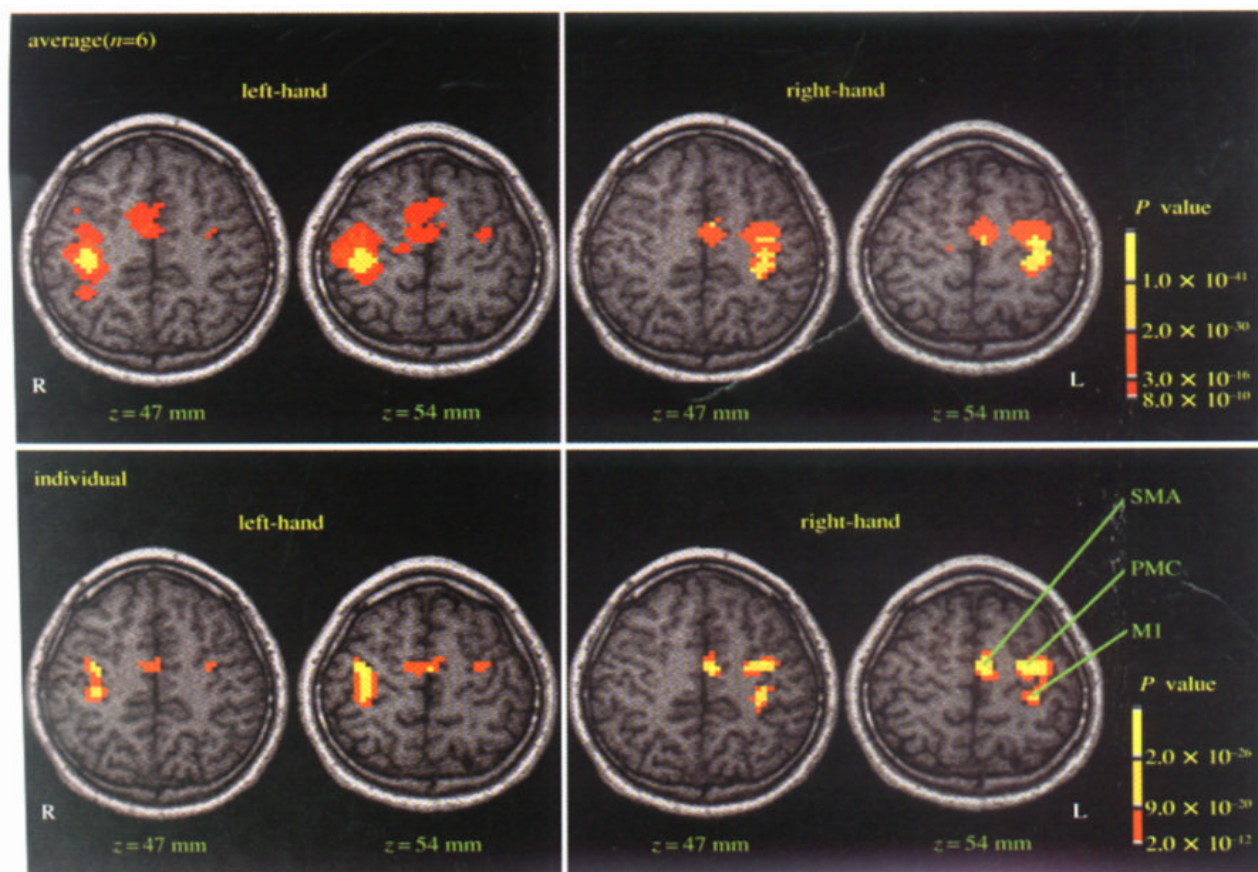 average(n=6)
left-hand
right-hand
P value
1.0 × 10⁻⁴¹
2.0 × 10⁻³⁰
3.0 × 10⁻¹⁶
8.0 × 10⁻¹⁰
R
L
z=47 mm
z=54 mm
z=47 mm
z=54 mm
individual
left-hand
right-hand
SMA
PMC
M1
P value
2.0 × 10⁻²⁶
9.0 × 10⁻²⁰
2.0 × 10⁻¹²
R
L
z=47 mm
z=54 mm
z=47 mm
z=54 mm